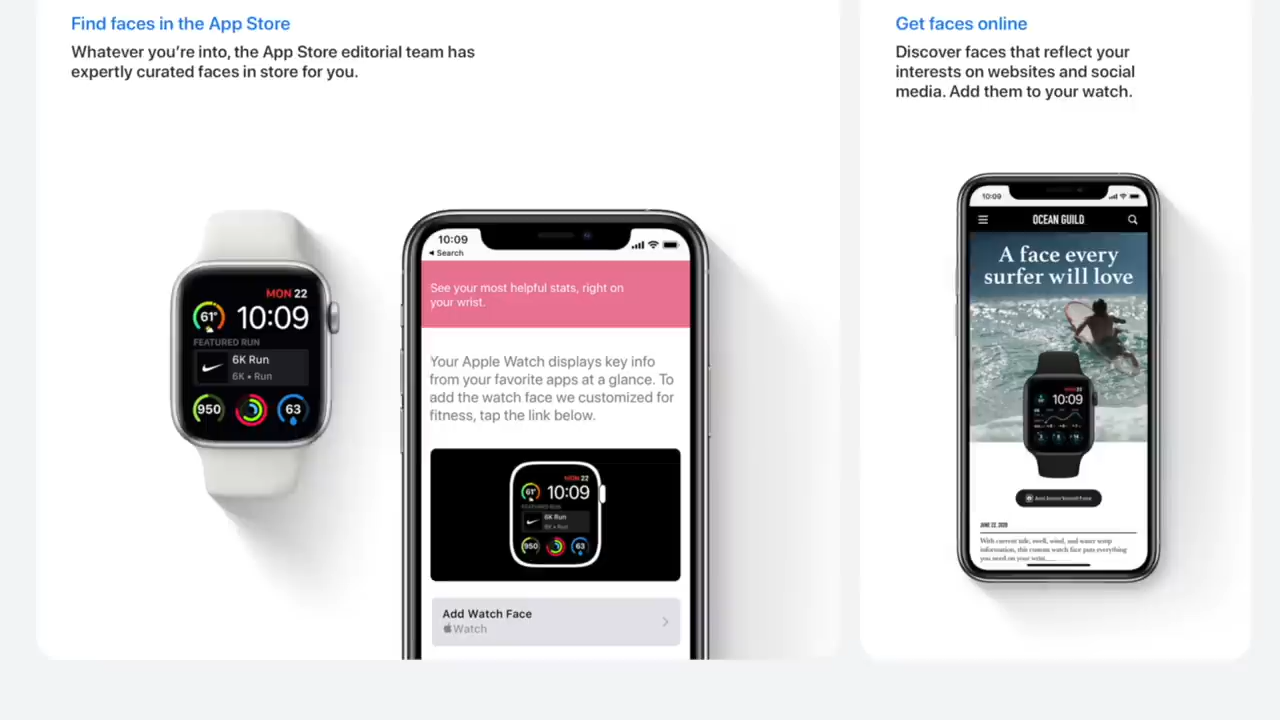 Find faces in the App Store
Whatever you're into, the App Store editorial team has
expertly curated faces in store for you.
MON 22
61°
10:09
FEATURED RUN
6K Run
6K • Run
950
63
10:09
Search
See your most helpful stats, right on
your wrist.
Your Apple Watch displays key info
from your favorite apps at a glance. To
add the watch face we customized for
fitness, tap the link below.
MON 22
61°
10:09
FEATURED RUN
6K Run
6K • Run
950
63
Add Watch Face
Watch
Get faces online
Discover faces that reflect your
interests on websites and social
media. Add them to your watch.
10:09
OCEAN GUILD
A face every
surfer will love
10:09
JUNE 22, 2020
With current tide, swell, wind, and water temp
information, this custom watch face puts everything
you need on your wrist.